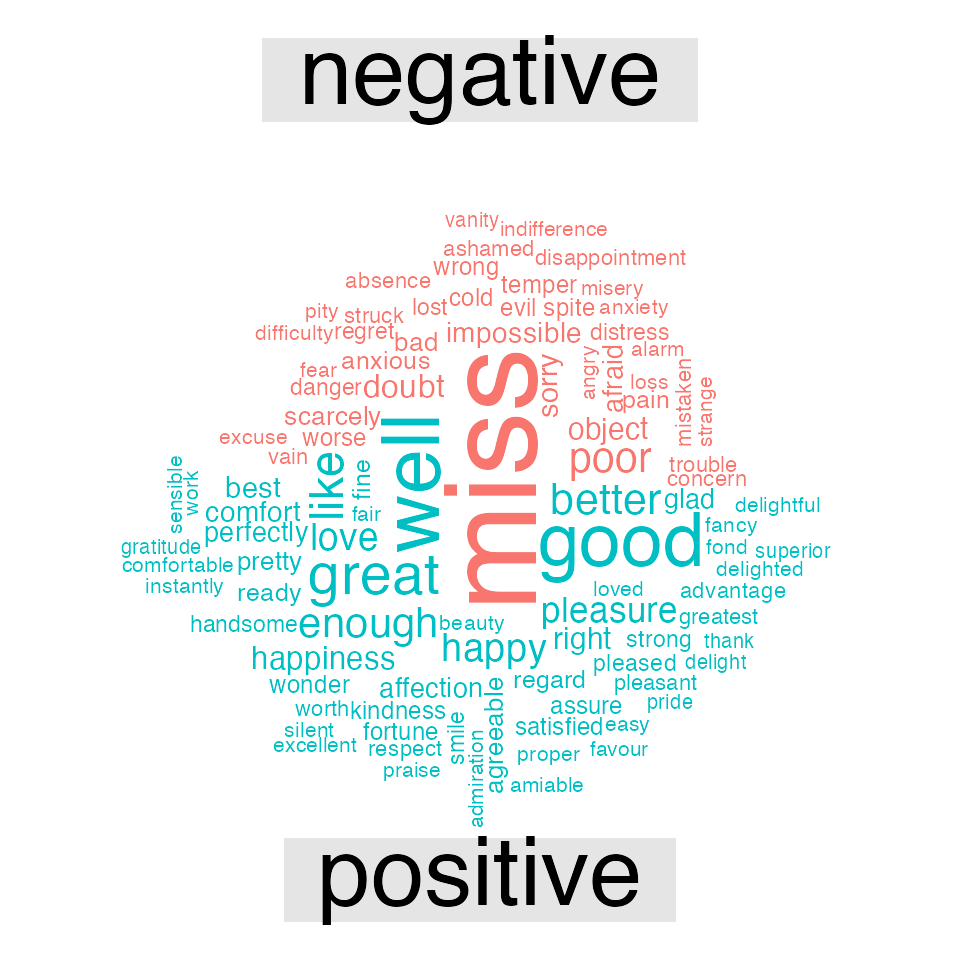 negative
vanity
indifference
ashamed
disappointment
wrong
absence
temper
misery
cold
lost
evil
spite
anxiety
pity
struck
difficulty
regret
bad
impossible
distress
anxious
alarm
fear
danger
doubt
miss
sorry
angry
afraid
loss
pain
mistaken
strange
scarcely
excuse
worse
vain
object
poor
trouble
concern
well
like
fine
fair
sensible
work
best
comfort
perfectly
love
gratitude
comfortable
pretty
instantly
ready
great
better
glad
delightful
good
fancy
fond
superior
delighted
loved
advantage
handsome
enough
beauty
pleasure
greatest
happiness
happy
right
strong
thank
pleased
delight
wonder
affection
regard
pleasant
worth
kindness
agreeable
assure
pride
silent
fortune
smile
satisfied
easy
excellent
respect
proper
favour
praise
admiration
amiable
positive